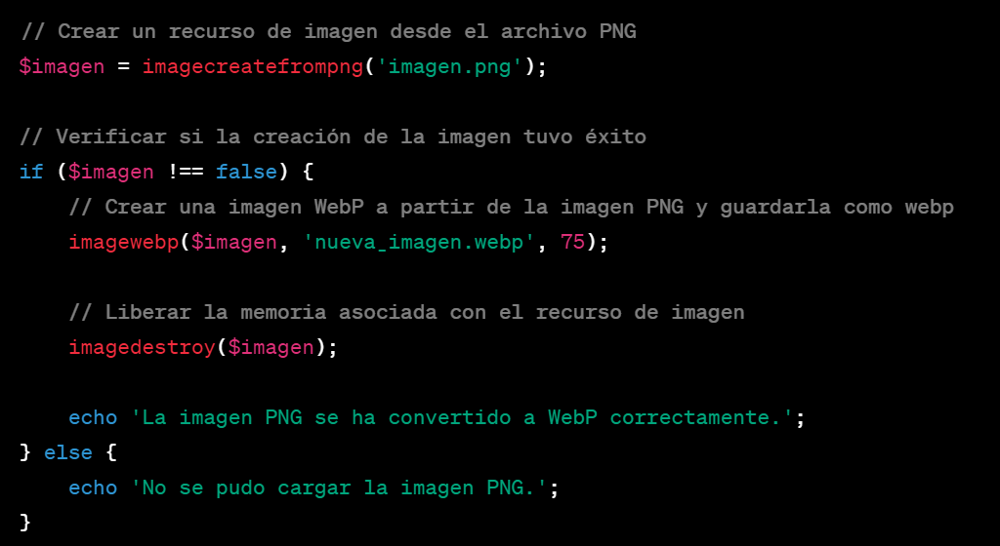 // Crear un recurso de imagen desde el archivo PNG
$imagen = imagecreatefrompng('imagen.png');
// Verificar si la creación de la imagen tuvo éxito
if ($imagen !== false) {
    // Crear una imagen WebP a partir de la imagen PNG y guardarla como webp
    imagewebp($imagen, 'nueva_imagen.webp', 75);
    // Liberar la memoria asociada con el recurso de imagen
    imagedestroy($imagen);
    echo 'La imagen PNG se ha convertido a WebP correctamente.';
} else {
    echo 'No se pudo cargar la imagen PNG.';
}